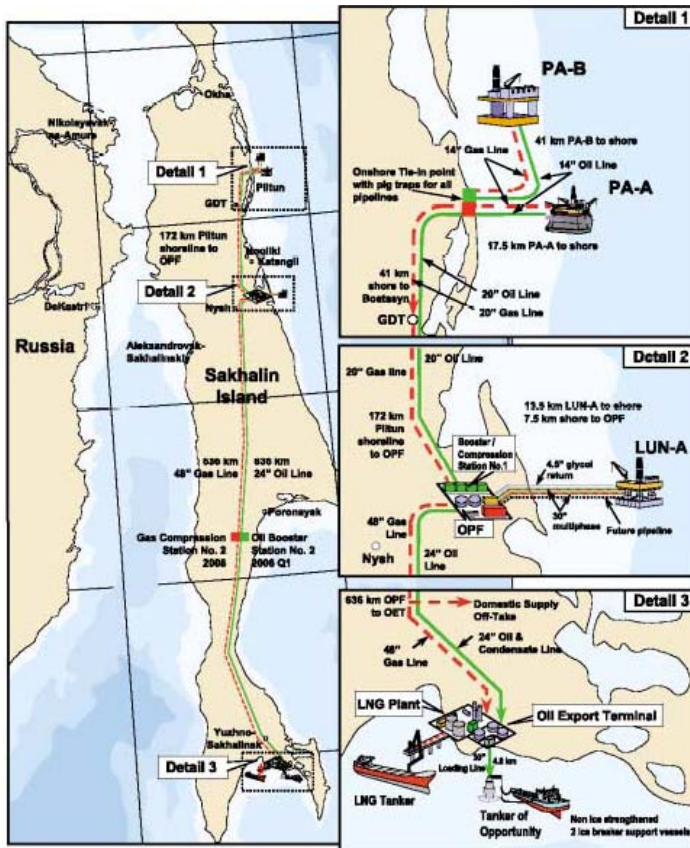 Okha
Nikolayevsk
na-Amure
Detail 1
Piltun
GDT
172 km Piltun
shoreline to
OPF
Nogliki
Katangli
Detail 2
Nysh
DeKastri
Russia
Aleksandrovsk-
Sakhalinskiy
Sakhalin
Island
636 km
48" Gas Line
636 km
24" Oil Line
Poronaysk
Gas Compression
Station No. 2
2008
Oil Booster
Station No. 2
2006 Q1
Yuzhno-
Sakhalinsk
Detail 3
Detail 1
PA-B
41 km PA-B to shore
14" Gas Line
14" Oil Line
Onshore Tie-in point
with pig traps for all
pipelines
PA-A
17.5 km PA-A to shore
41 km
shore to
Boatasyn
20" Oil Line
20" Gas Line
GDT
Detail 2
20" Oil Line
20" Gas line
172 km
Piltun
shoreline
to OPF
13.5 km LUN-A to shore
7.5 km shore to OPF
Booster /
Compression
Station No.1
LUN-A
4.5" glycol
return
30"
multiphase
Future pipeline
OPF
48" Gas
Line
24" Oil
Line
Nysh
Detail 3
636 km OPF
to OET
Domestic Supply
Off-Take
24" Oil &
Condensate Line
48"
Gas Line
LNG Plant
Oil Export Terminal
30"
Loading Line
4.8 km
LNG Tanker
Tanker of
Opportunity
Non ice strengthened
2 ice breaker support vessels